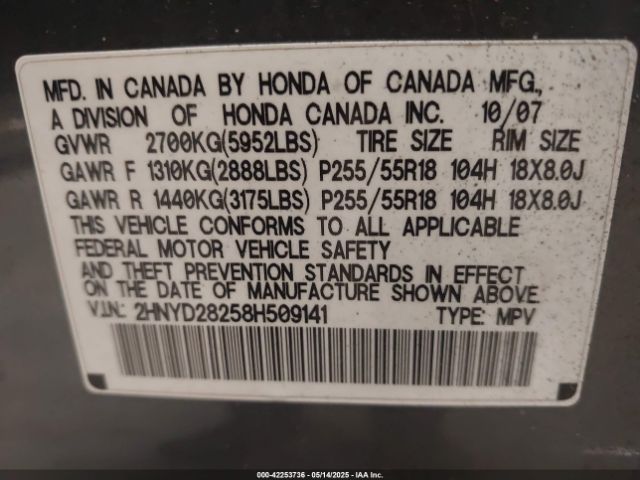 MFD. IN CANADA BY HONDA OF CANADA MFG.,
A DIVISION OF HONDA CANADA INC. 10/07
GVWR 2700KG(5952LBS) TIRE SIZE RIM SIZE
GAWR F 1310KG(2888LBS) P255/55R18 104H 18X8.0J
GAWR R 1440KG(3175LBS) P255/55R18 104H 18X8.0J
THIS VEHICLE CONFORMS TO ALL APPLICABLE
FEDERAL MOTOR VEHICLE SAFETY
AND THEFT PREVENTION STANDARDS IN EFFECT
ON THE DATE OF MANUFACTURE SHOWN ABOVE.
V.I.N.: 2HNYD28258H509141 TYPE: MPV
000-42253736 - 05/14/2025 - IAA Inc.